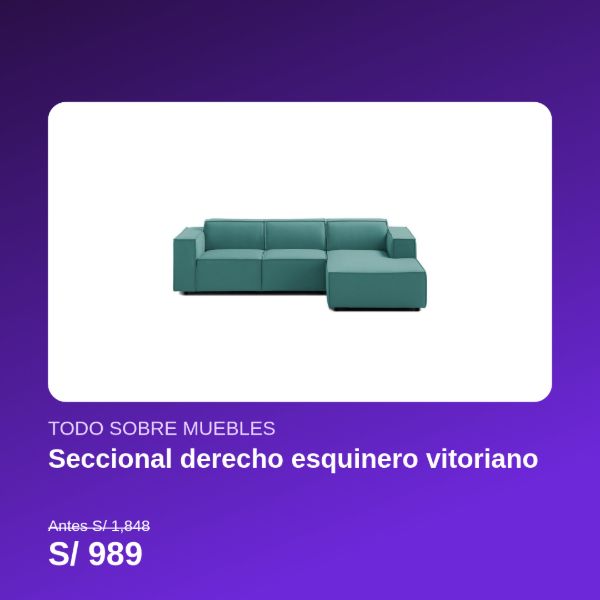 TODO SOBRE MUEBLES
Seccional derecho esquinero vitoriano
Antes S/ 1,848
S/ 989